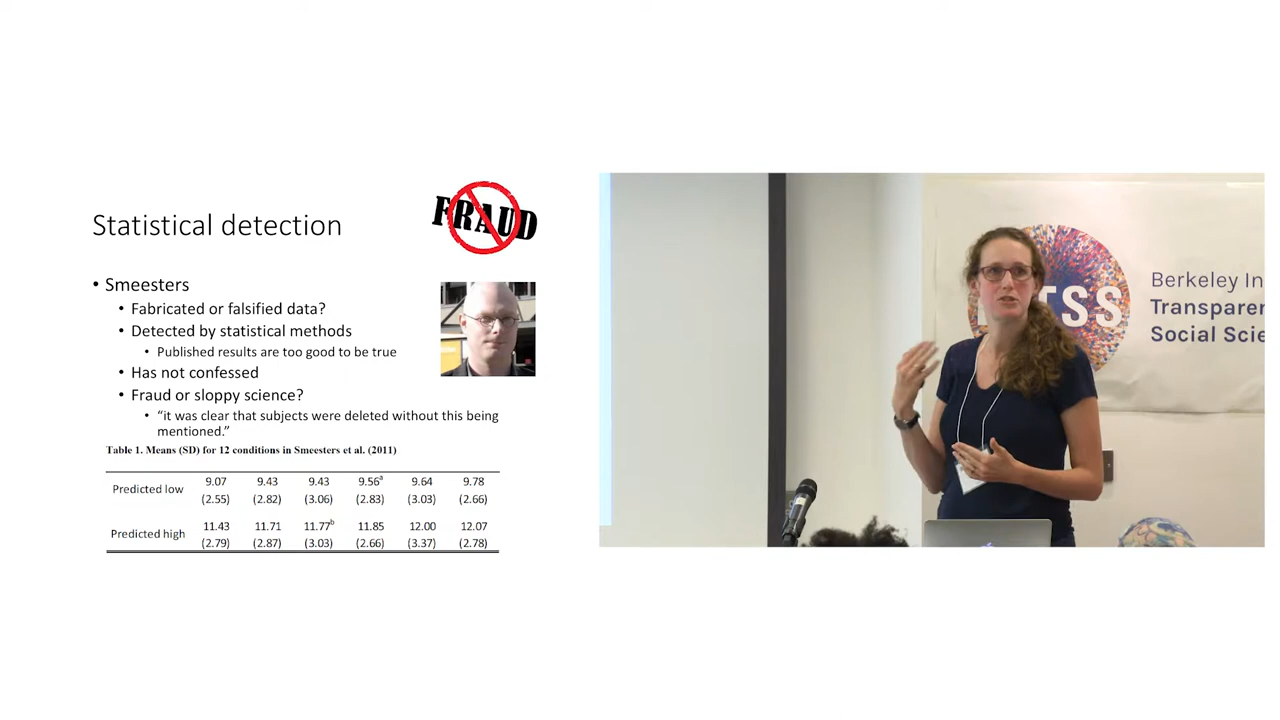 Statistical detection
FRAUD
• Smeesters
• Fabricated or falsified data?
• Detected by statistical methods
• Published results are too good to be true
• Has not confessed
• Fraud or sloppy science?
• “it was clear that subjects were deleted without this being
mentioned.”
Table 1. Means (SD) for 12 conditions in Smeesters et al. (2011)
Predicted low 9.07 9.43 9.43 9.56a 9.64 9.78
(2.55) (2.82) (3.06) (2.83) (3.03) (2.66)
Predicted high 11.43 11.71 11.77b 11.85 12.00 12.07
(2.79) (2.87) (3.03) (2.66) (3.37) (2.78)
TSS
Berkeley In
Transparen
Social Scie